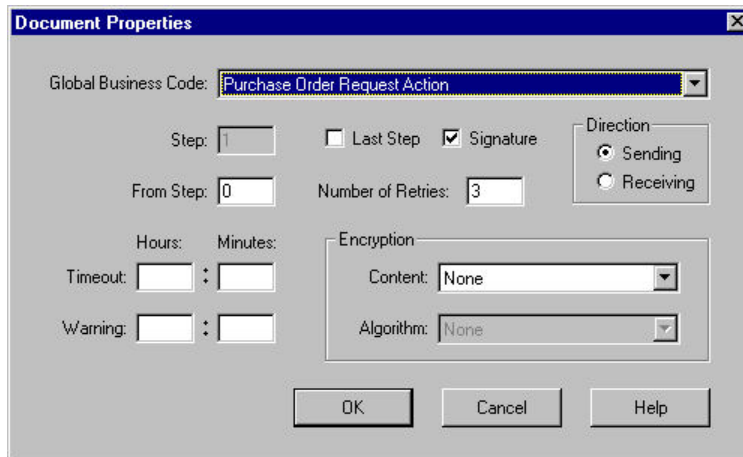 Document Properties
Global Business Code: Purchase Order Request Action
Step: 1 Last Step Signature
Direction
Sending
From Step: 0 Number of Retries: 3
Receiving
Hours: Minutes:
Encryption
Timeout: :
Content: None
Warning: :
Algorithm: None
OK Cancel Help